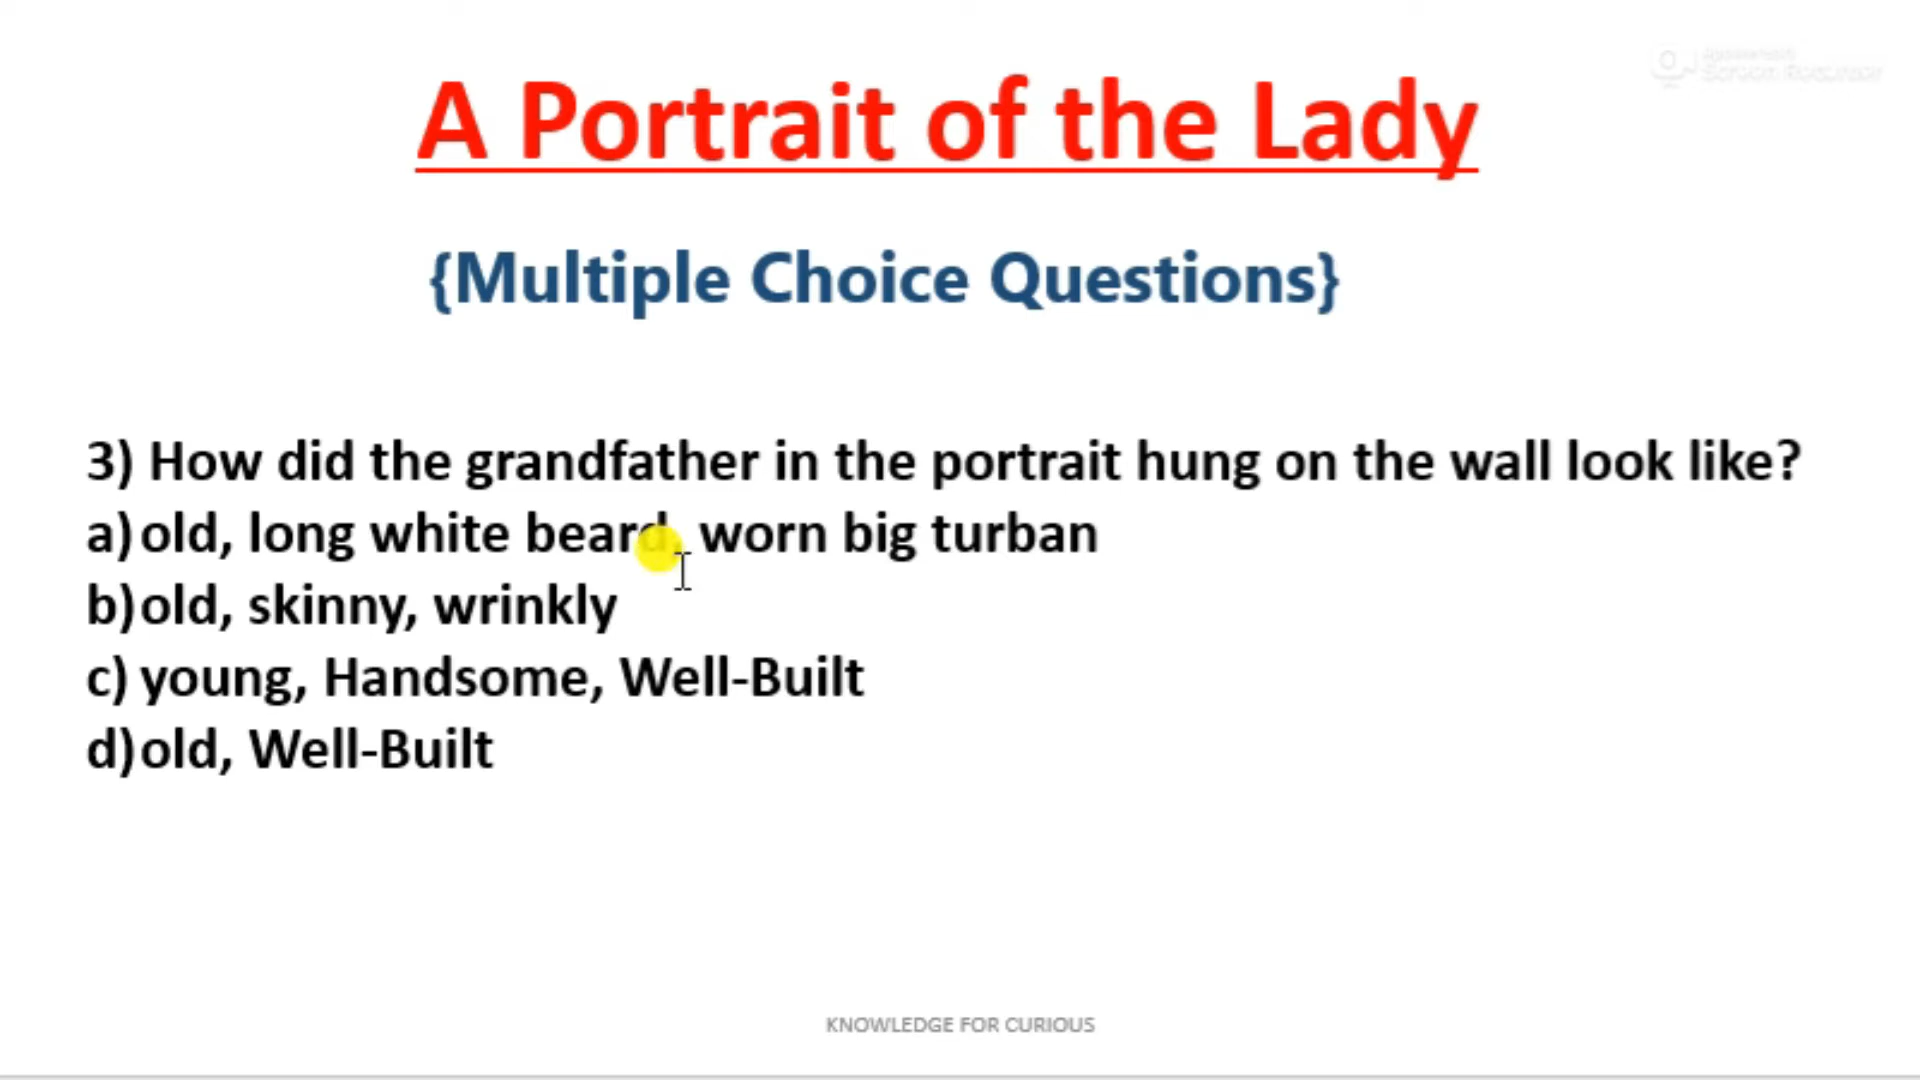 Screen Recorder
A Portrait of the Lady
{Multiple Choice Questions}
3) How did the grandfather in the portrait hung on the wall look like?
a) old, long white beard, worn big turban
b) old, skinny, wrinkly
c) young, Handsome, Well-Built
d) old, Well-Built
KNOWLEDGE FOR CURIOUS